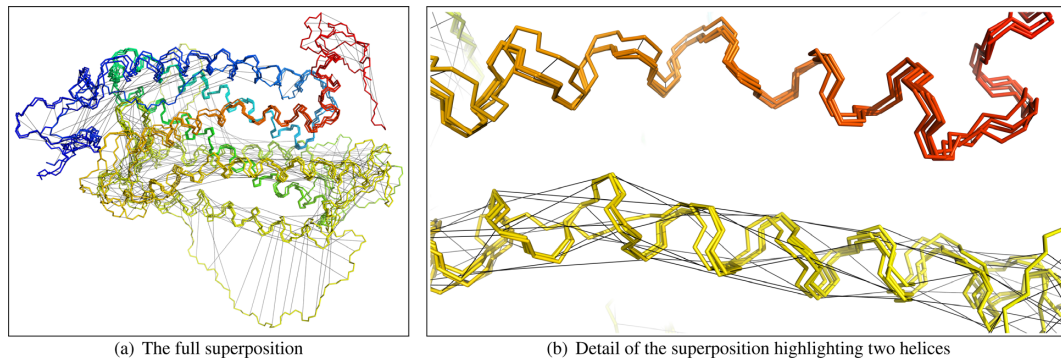 (a) The full superposition
(b) Detail of the superposition highlighting two helices